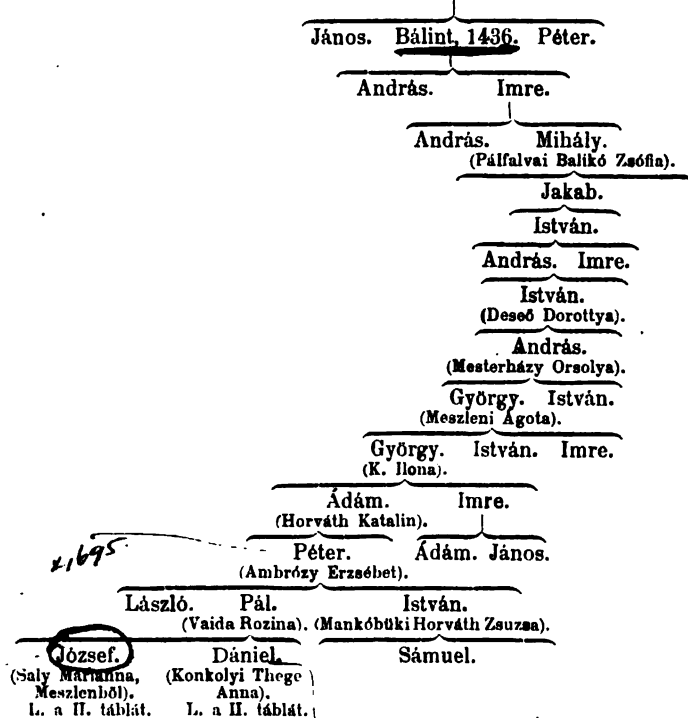 János. Bálint, 1436. Péter.
András. Imre.
András. Mihály.
(Pálfalvai Balikó Zsófia).
Jakab.
István.
András. Imre.
István.
(Deseő Dorottya).
András.
(Mesterházy Orsolya).
György. István.
(Meszleni Ágota).
György. István. Imre.
(K. Ilona).
Ádám. Imre.
(Horváth Katalin).
1695.
Péter. Ádám. János.
(Ambrózy Erzsébet).
László. Pál. István.
(Vaida Rozina). (Mankóbüki Horváth Zsuzsa).
József. Dániel. Sámuel.
(Saly Marianna, (Konkolyi Thege
Meszlenből). Anna).
L. a II. táblát. L. a II. táblát.